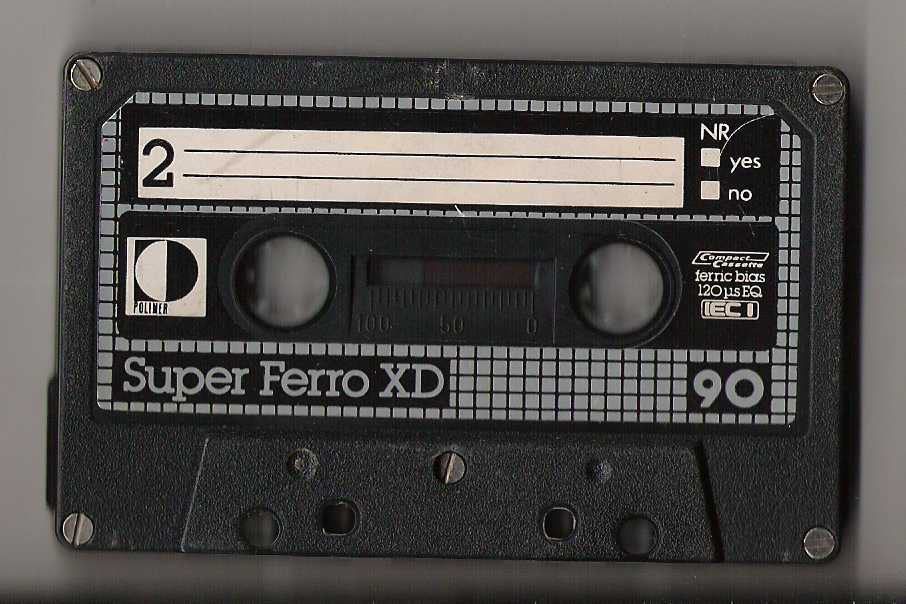 2
NR
yes
no
POLIMER
Compact
Cassette
ferric bias
120 µs EQ
IEC I
100 50 0
Super Ferro XD
90